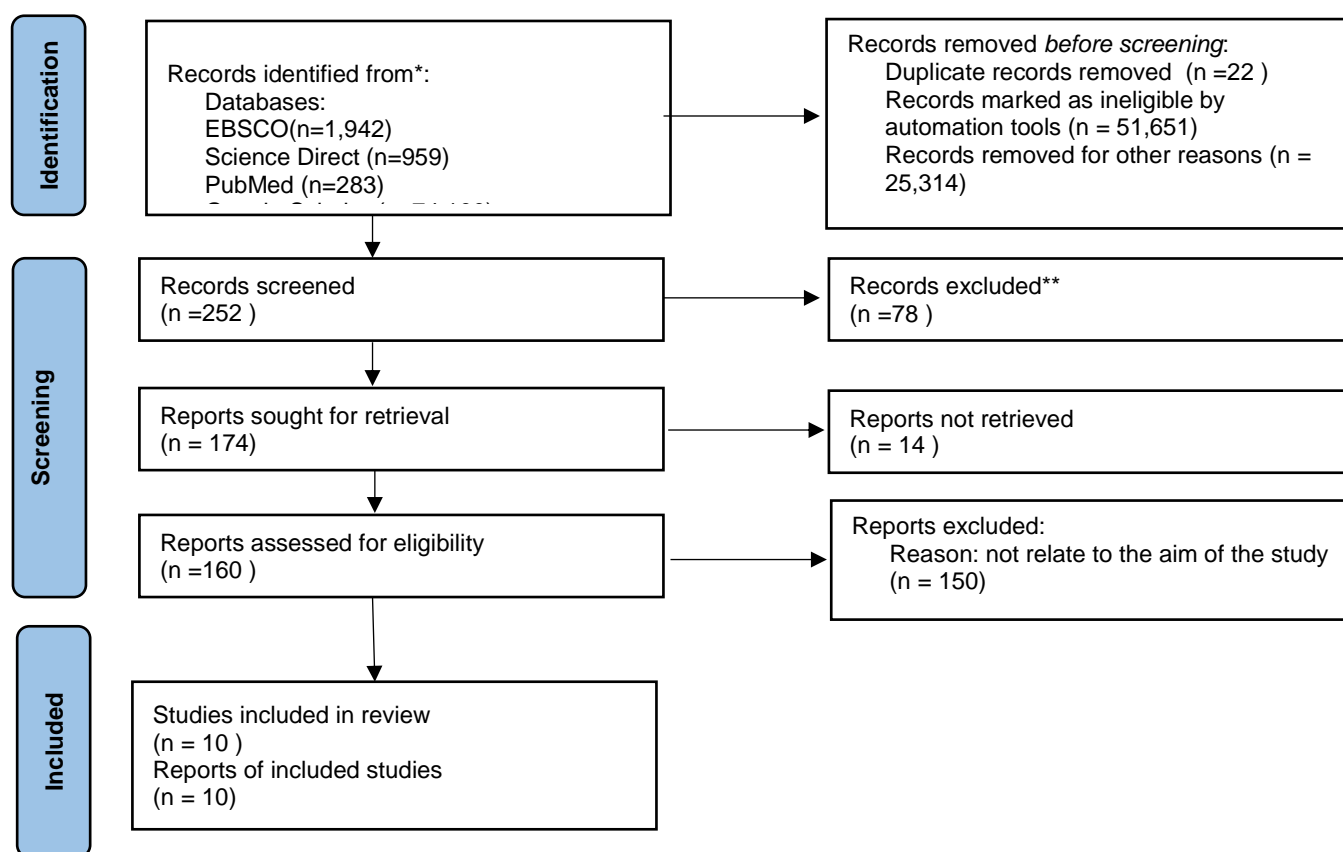 Identification
Records identified from*:
Databases:
EBSCO(n=1,942)
Science Direct (n=959)
PubMed (n=283)
Records removed before screening:
Duplicate records removed (n =22 )
Records marked as ineligible by
automation tools (n = 51,651)
Records removed for other reasons (n =
25,314)
Screening
Records screened
(n =252 )
Records excluded**
(n =78 )
Reports sought for retrieval
(n = 174)
Reports not retrieved
(n = 14 )
Reports assessed for eligibility
(n =160 )
Reports excluded:
Reason: not relate to the aim of the study
(n = 150)
Included
Studies included in review
(n = 10 )
Reports of included studies
(n = 10)